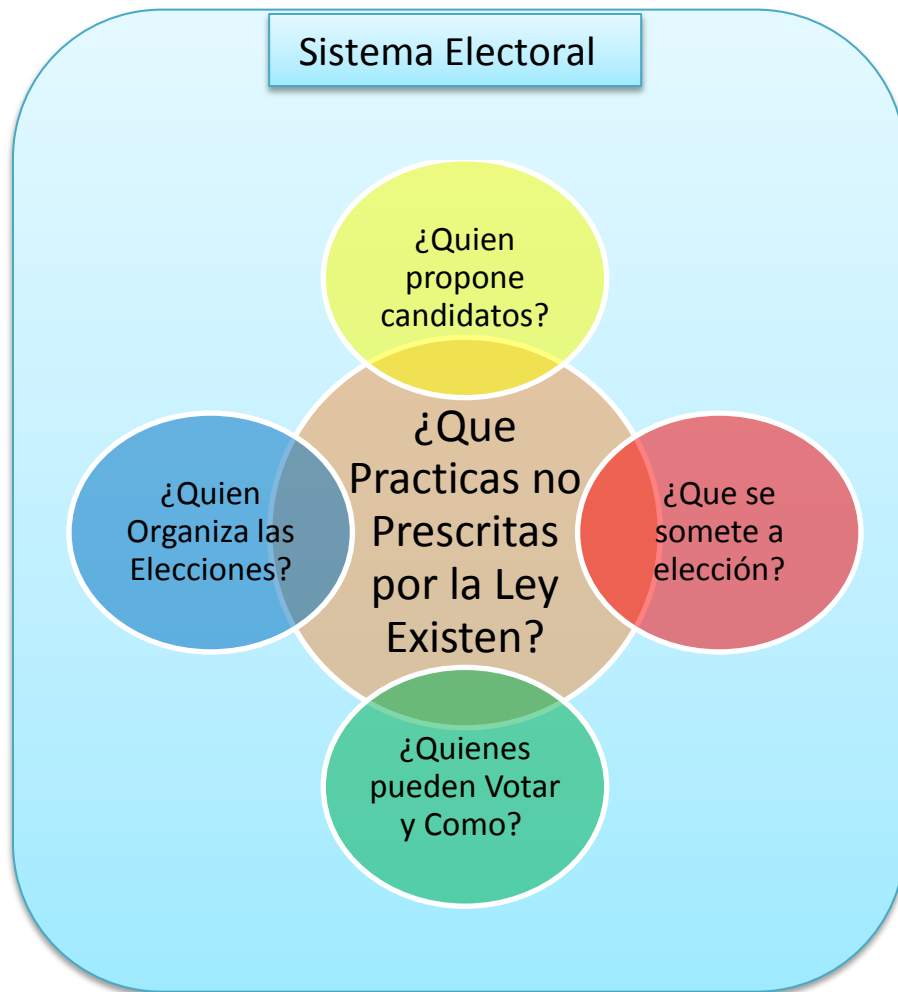 Sistema Electoral
¿Quien
propone
candidatos?
¿Que
Practicas no
Prescritas
por la Ley
Existen?
¿Quien
Organiza las
Elecciones?
¿Que se
somete a
elección?
¿Quienes
pueden Votar
y Como?